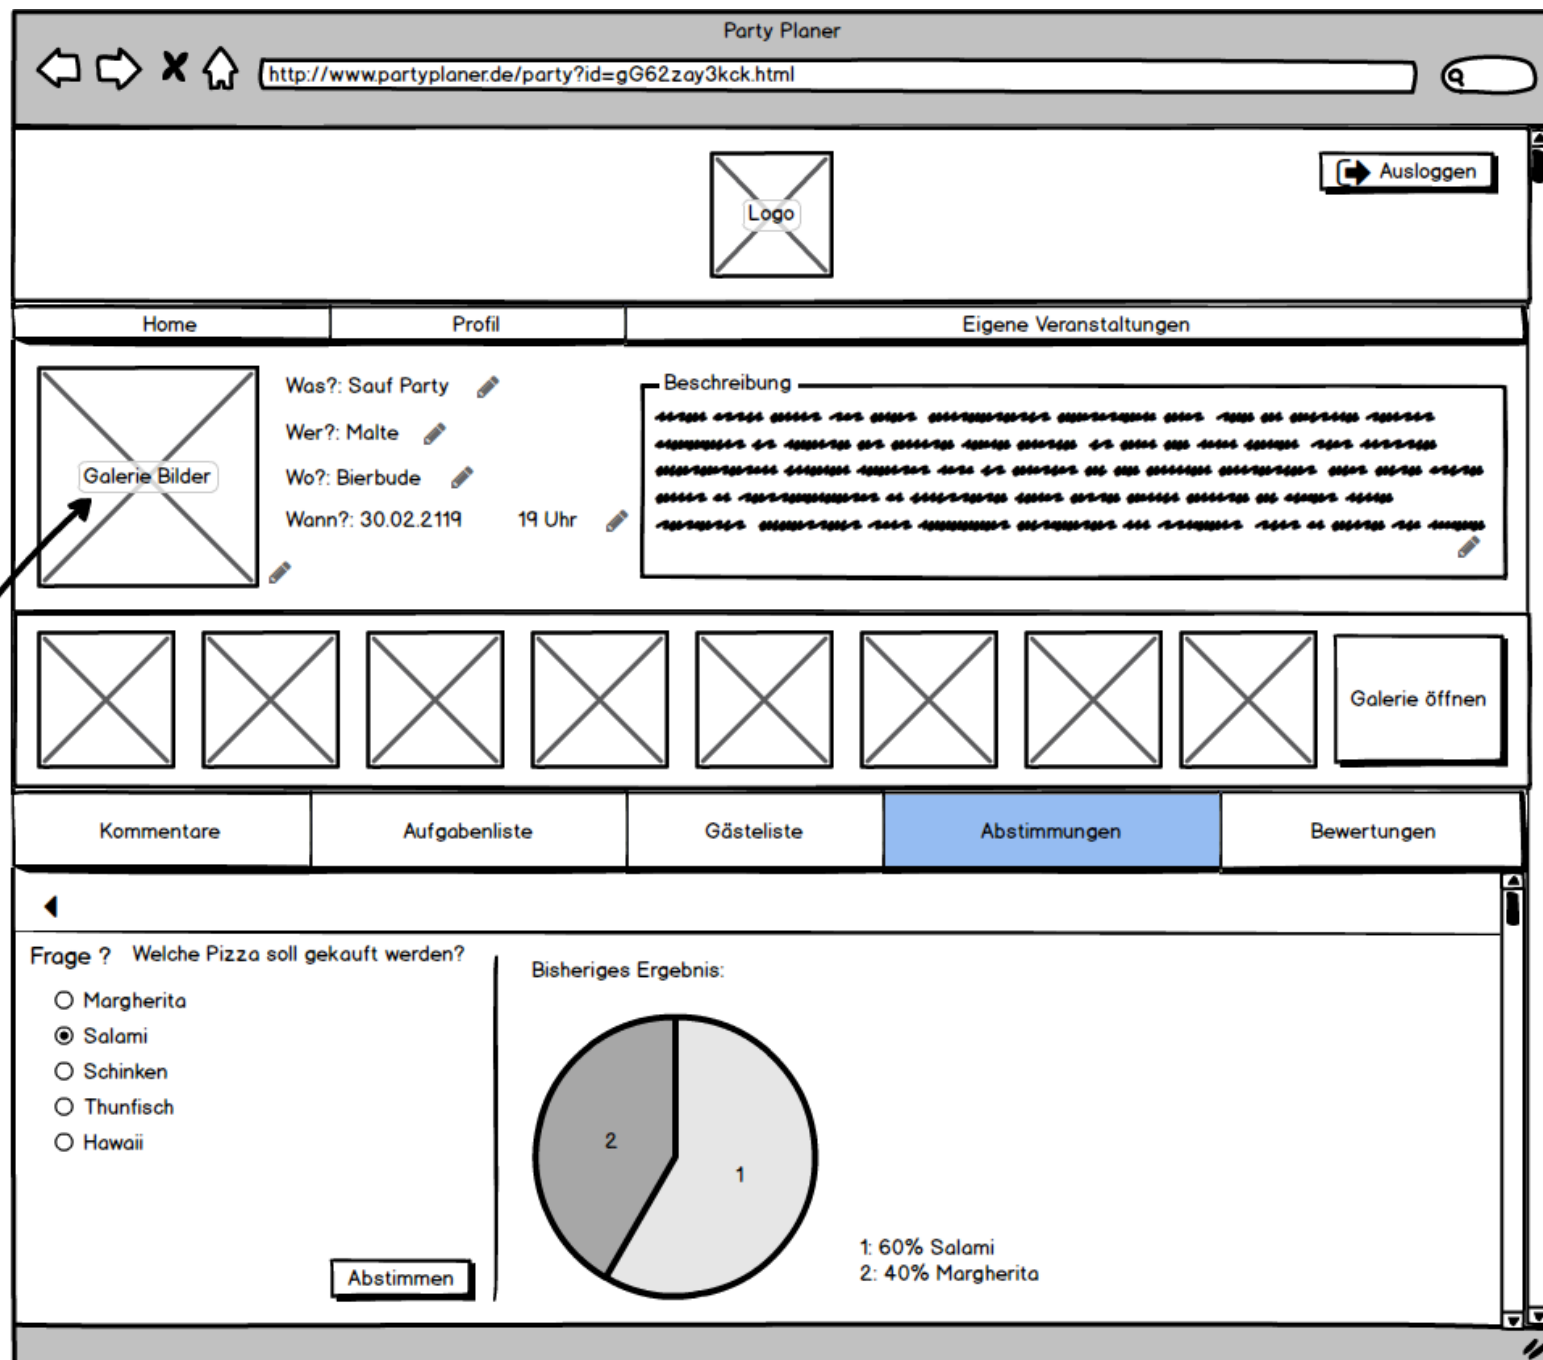 Party Planer
http://www.partyplaner.de/party?id=gG62zay3kck.html
Logo
Ausloggen
Home
Profil
Eigene Veranstaltungen
Galerie Bilder
Was?: Sauf Party
Wer?: Malte
Wo?: Bierbude
Wann?: 30.02.2119 19 Uhr
Beschreibung
Galerie öffnen
Kommentare
Aufgabenliste
Gästeliste
Abstimmungen
Bewertungen
Frage ? Welche Pizza soll gekauft werden?
Margherita
Salami
Schinken
Thunfisch
Hawaii
Abstimmen
Bisheriges Ergebnis:
2
1
1: 60% Salami
2: 40% Margherita